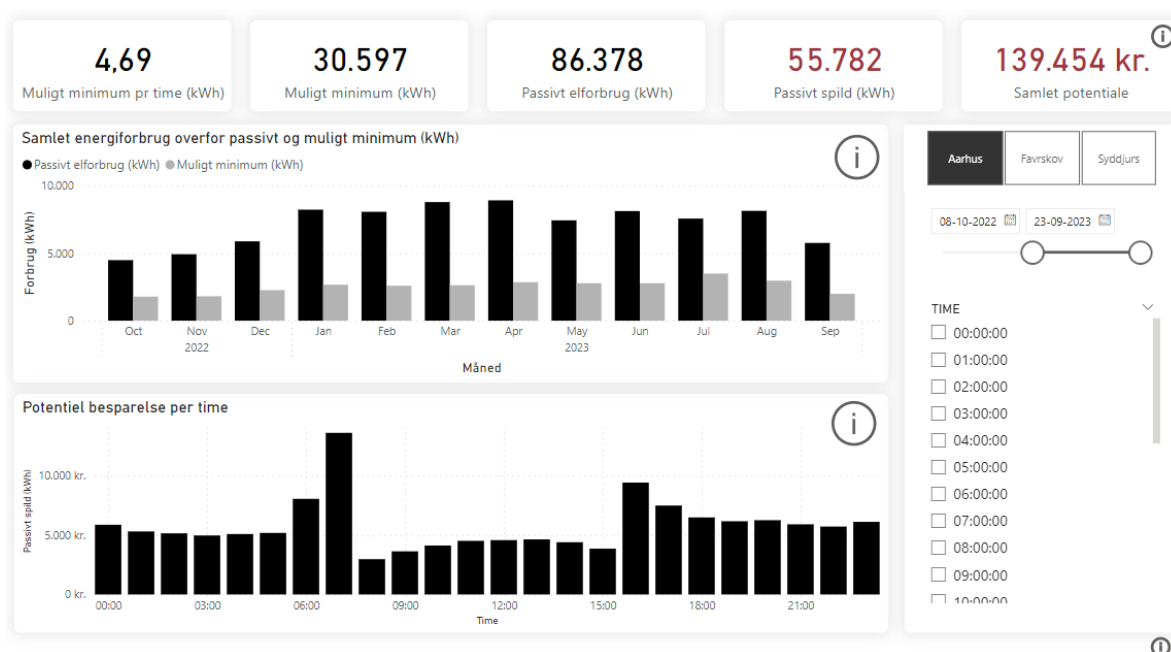 4,69
Muligt minimum pr time (kWh)
30.597
Muligt minimum (kWh)
86.378
Passivt elforbrug (kWh)
55.782
Passivt spild (kWh)
139.454 kr.
Samlet potentiale
Samlet energiforbrug overfor passivt og muligt minimum (kWh)
Passivt elforbrug (kWh) Muligt minimum (kWh)
10.000
5.000
0
Forbrug (kWh)
Oct Nov Dec Jan Feb Mar Apr May Jun Jul Aug Sep
2022 2023
Måned
Potentiel besparelse per time
10.000 kr.
5.000 kr.
0 kr.
Passivt spild (kWh)
00:00 03:00 06:00 09:00 12:00 15:00 18:00 21:00
Time
Aarhus Favrskov Syddjurs
08-10-2022 23-09-2023
TIME
00:00:00
01:00:00
02:00:00
03:00:00
04:00:00
05:00:00
06:00:00
07:00:00
08:00:00
09:00:00
10:00:00